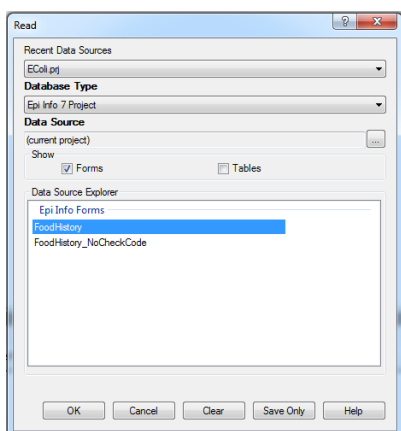 Read
?
X
Recent Data Sources
EColi.prj
Database Type
Epi Info 7 Project
Data Source
(current project)
...
Show
Forms Tables
Data Source Explorer
Epi Info Forms
FoodHistory
FoodHistory_NoCheckCode
OK Cancel Clear Save Only Help